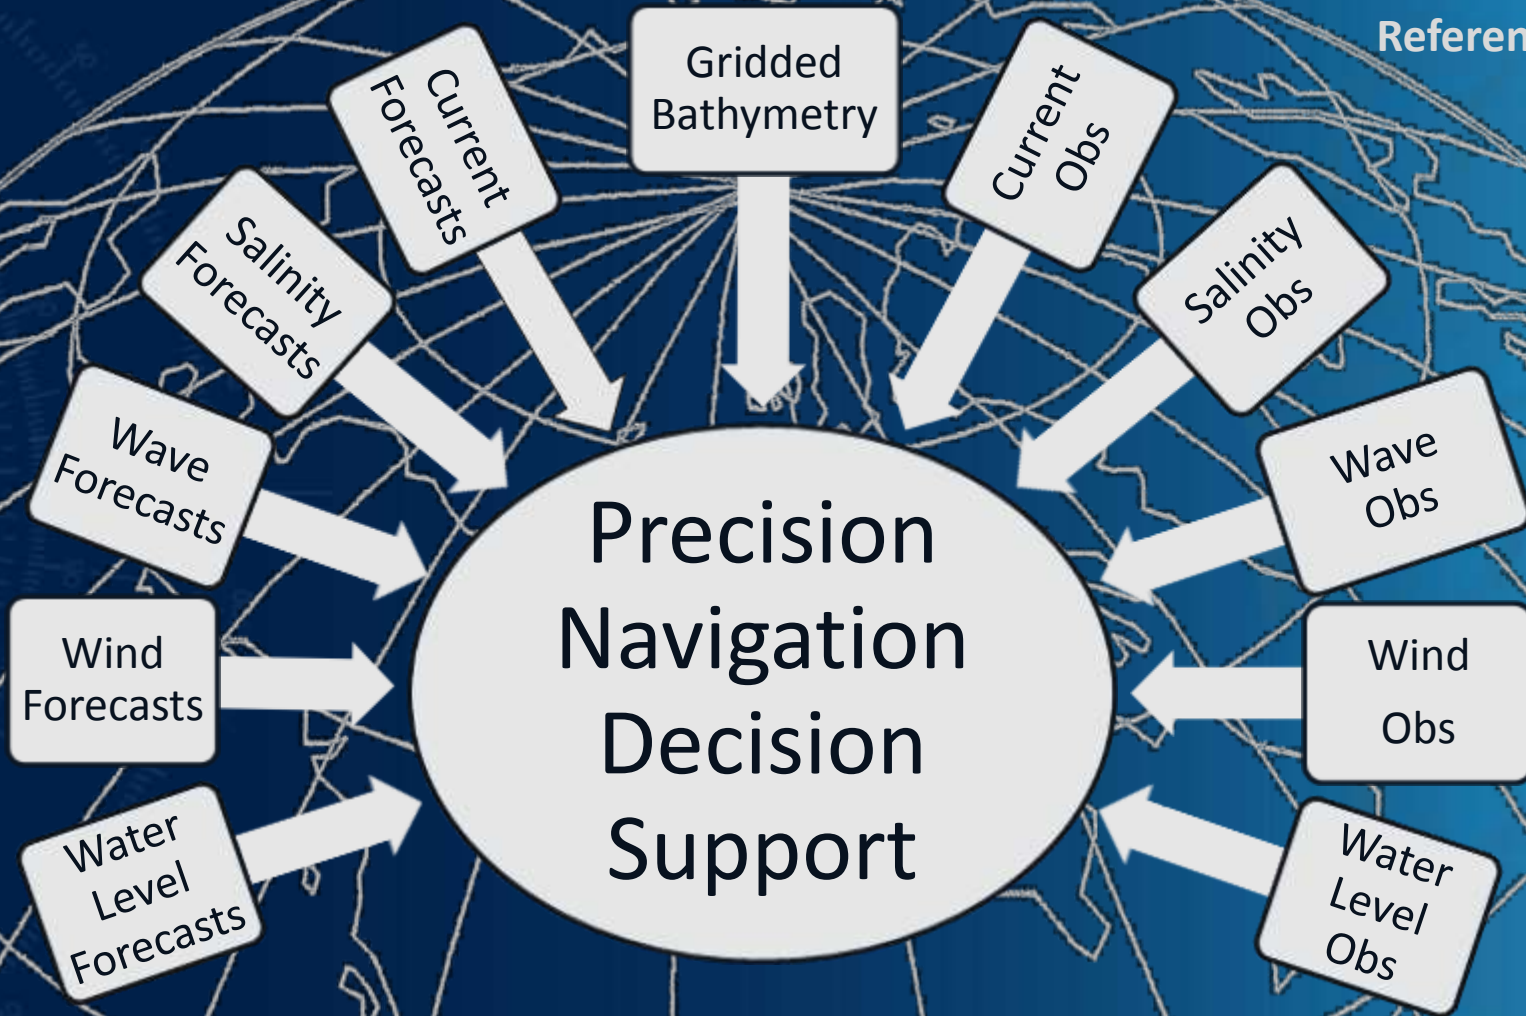 Referen
Gridded
Bathymetry
Current
Forecasts
Current
Obs
Salinity
Forecasts
Salinity
Obs
Wave
Forecasts
Wave
Obs
Wind
Forecasts
Wind
Obs
Water
Level
Forecasts
Water
Level
Obs
Precision
Navigation
Decision
Support